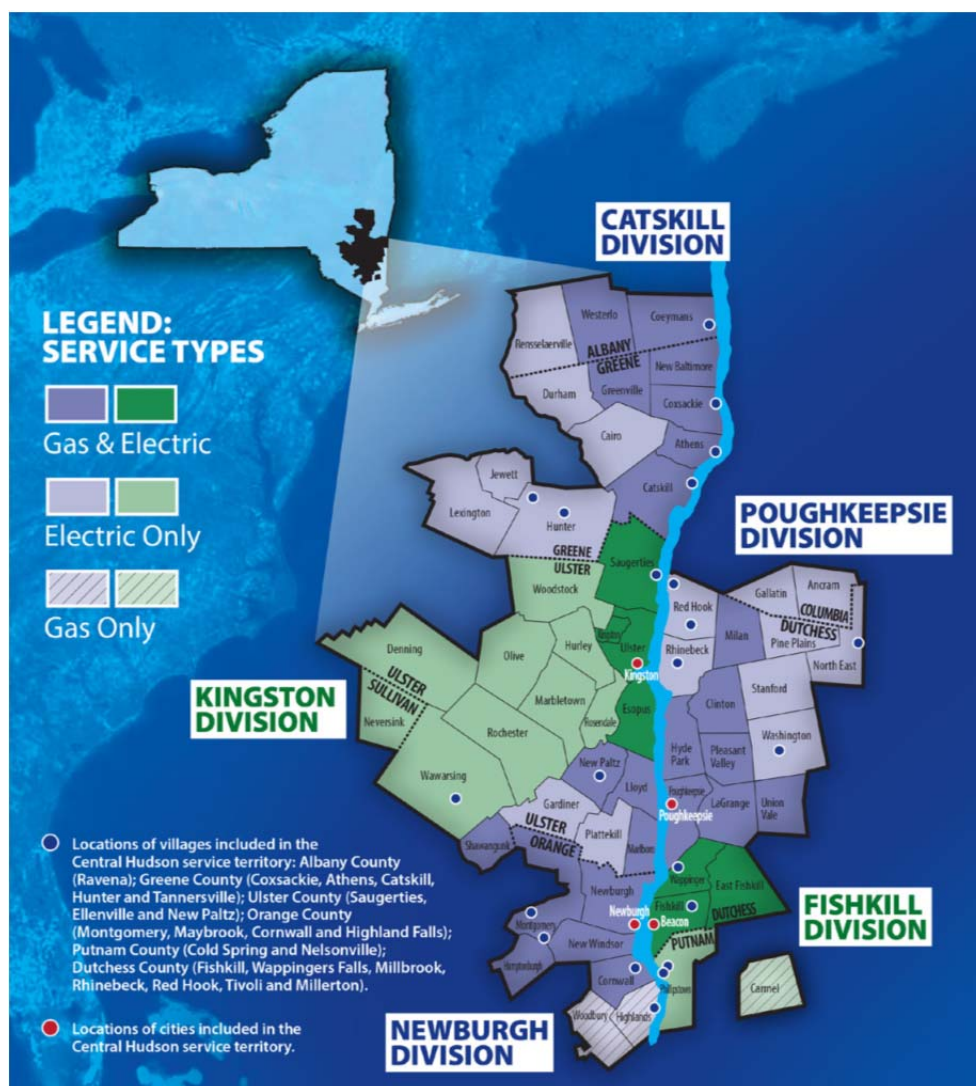 CATSKILL
DIVISION
LEGEND:
SERVICE TYPES
Gas & Electric
Electric Only
Gas Only
Westerlo
Coeymans
Rensselaerville
ALBANY
GREENE
New Baltimore
Durham
Greenville
Coxsackie
Cairo
Athens
Catskill
Jewett
Lexington
Hunter
GREENE
ULSTER
POUGHKEEPSIE
DIVISION
Saugerties
Woodstock
Gallatin
Ancram
COLUMBIA
DUTCHESS
Red Hook
Milan
Pine Plains
North East
Denning
Olive
Hurley
Ulster
Kingston
Rhinebeck
ULSTER
SULLIVAN
KINGSTON
DIVISION
Neversink
Marbletown
Rosendale
Esopus
Clinton
Stanford
Rochester
Washington
Hyde
Park
Pleasant
Valley
Wawarsing
New Paltz
Lloyd
Poughkeepsie
Poughkeepsie
LaGrange
Union
Vale
Gardiner
ULSTER
ORANGE
Plattekill
Marlboro
Shawangunk
Wappinger
East Fishkill
Newburgh
Newburgh
Fishkill
Beacon
DUTCHESS
PUTNAM
FISHKILL
DIVISION
Montgomery
New Windsor
Hamptonburgh
Cornwall
Philipstown
Carmel
Woodbury
Highlands
NEWBURGH
DIVISION
Locations of villages included in the
Central Hudson service territory: Albany County
(Ravena); Greene County (Coxsackie, Athens, Catskill,
Hunter and Tannersville); Ulster County (Saugerties,
Ellenville and New Paltz); Orange County
(Montgomery, Maybrook, Cornwall and Highland Falls);
Putnam County (Cold Spring and Nelsonville);
Dutchess County (Fishkill, Wappingers Falls, Millbrook,
Rhinebeck, Red Hook, Tivoli and Millerton).
Locations of cities included in the
Central Hudson service territory.